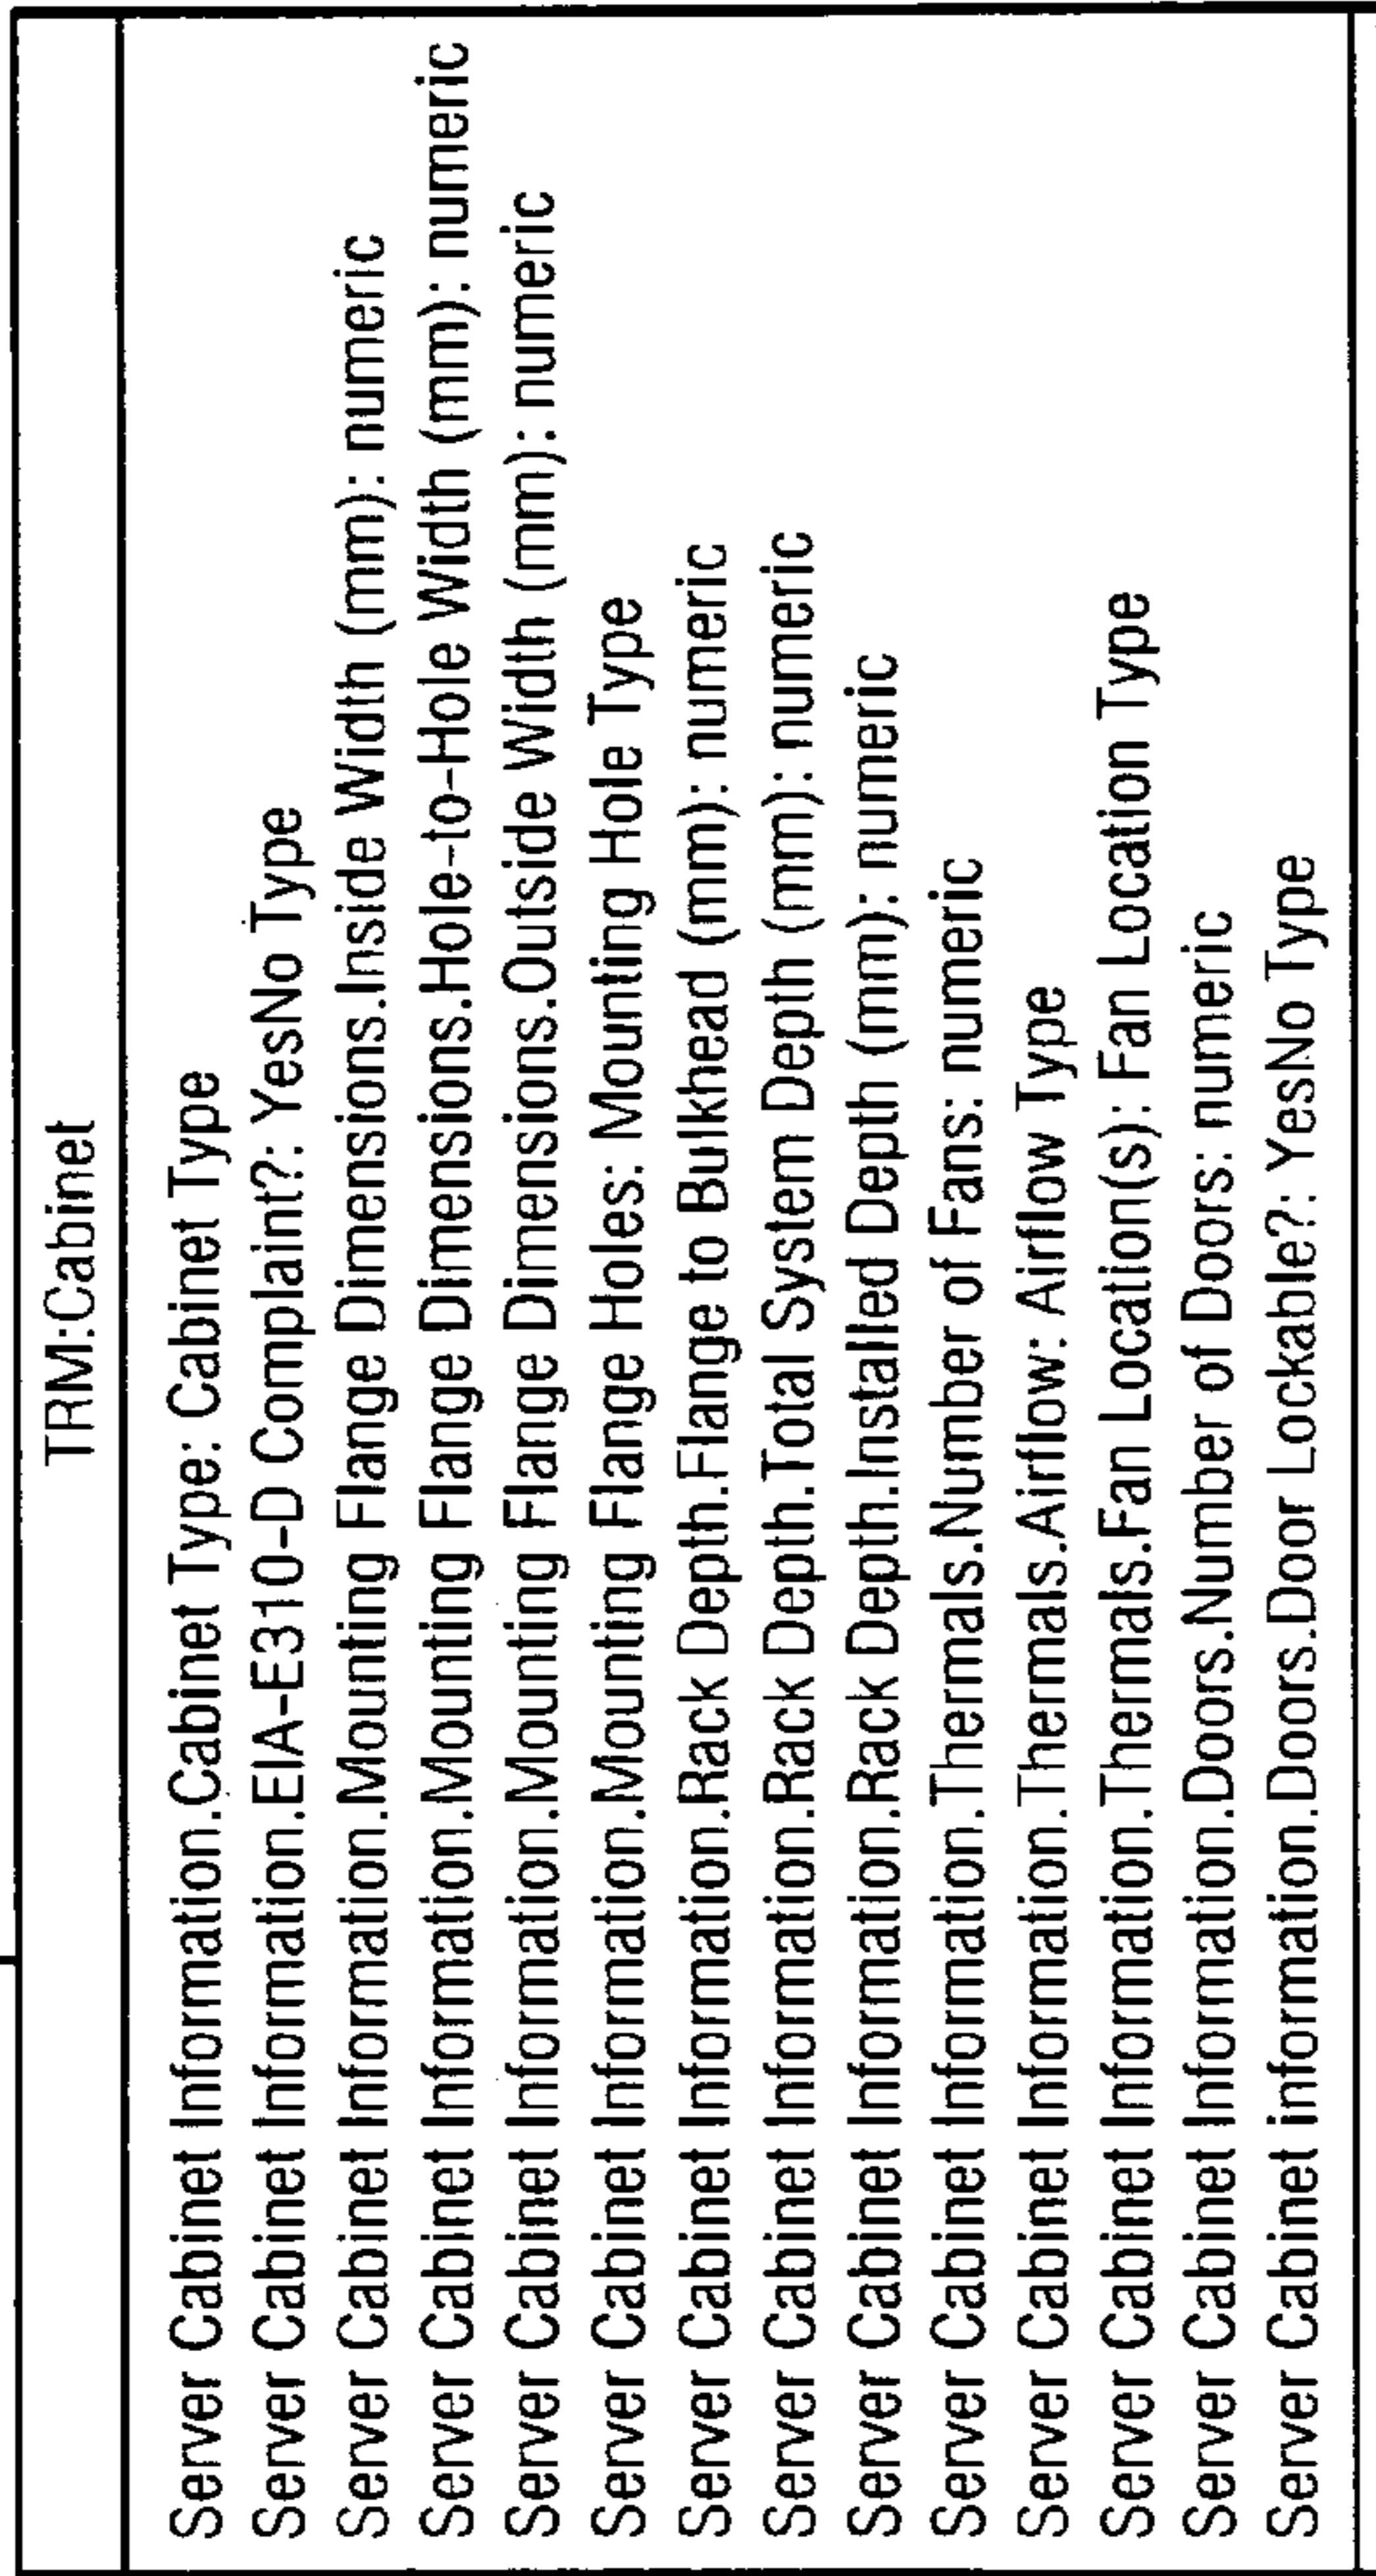 TRM:Cabinet
Server Cabinet Information.Cabinet Type: Cabinet Type
Server Cabinet Information.EIA-E310-D Complaint?: YesNo Type
Server Cabinet Information.Mounting Flange Dimensions.Inside Width (mm): numeric
Server Cabinet Information.Mounting Flange Dimensions.Hole-to-Hole Width (mm): numeric
Server Cabinet Information.Mounting Flange Dimensions.Outside Width (mm): numeric
Server Cabinet Information.Mounting Flange Holes: Mounting Hole Type
Server Cabinet Information.Rack Depth.Flange to Bulkhead (mm): numeric
Server Cabinet Information.Rack Depth.Total System Depth (mm): numeric
Server Cabinet Information.Rack Depth.Installed Depth (mm): numeric
Server Cabinet Information.Thermals.Number of Fans: numeric
Server Cabinet Information.Thermals.Airflow: Airflow Type
Server Cabinet Information.Thermals.Fan Location(s): Fan Location Type
Server Cabinet Information.Doors.Number of Doors: numeric
Server Cabinet information.Doors.Door Lockable?: YesNo Type